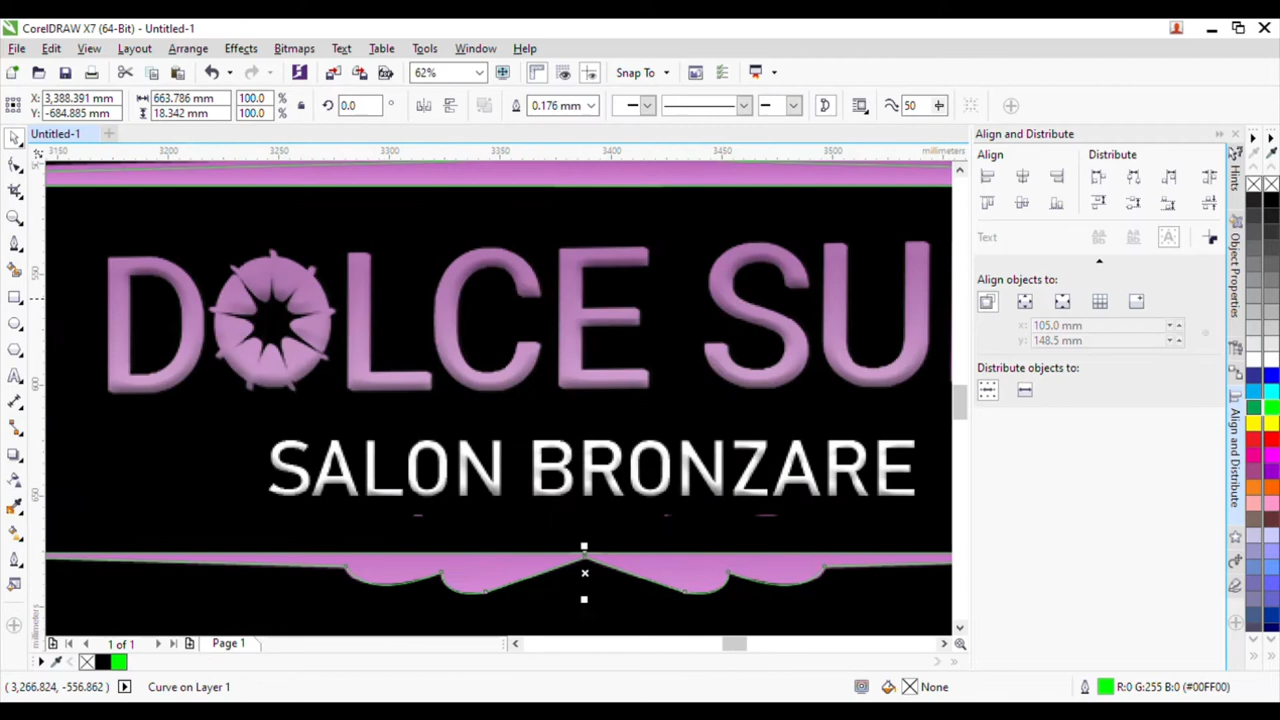 CorelDRAW X7 (64-Bit) - Untitled-1
File Edit View Layout Arrange Effects Bitmaps Text Table Tools Window Help
62% Snap To
X: 3,388.391 mm 663.786 mm 100.0 % 0.0 ° 0.176 mm 50
Y: -684.885 mm 18.342 mm 100.0 %
Untitled-1
Align and Distribute
3150 3200 3250 3300 3350 3400 3450 3500 millimeters
Align Distribute
Text
Align objects to:
x: 105.0 mm
y: 148.5 mm
Distribute objects to:
Hints
Object Properties
Align and Distribute
600
650
millimeters
DOLCE SU
SALON BRONZARE
1 of 1 Page 1
( 3,266.824, -556.862 ) Curve on Layer 1 None R:0 G:255 B:0 (#00FF00)